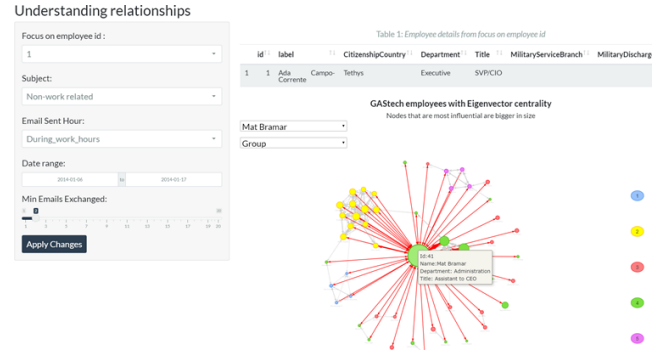 Understanding relationships
Focus on employee id :
1
Subject:
Non-work related
Email Sent Hour:
During_work_hours
Date range:
2014-01-06 to 2014-01-17
Min Emails Exchanged:
Apply Changes
Table 1: Employee details from focus on employee id
id label CitizenshipCountry Department Title MilitaryServiceBranch MilitaryDischarg
1 1 Ada Campo- Tethys Executive SVP/CIO
Corrente
GAStech employees with Eigenvector centrality
Nodes that are most influential are bigger in size
Mat Bramar
Group
Id:41
Name:Mat Bramar
Department: Administration
Title: Assistant to CEO
1
2
3
4
5